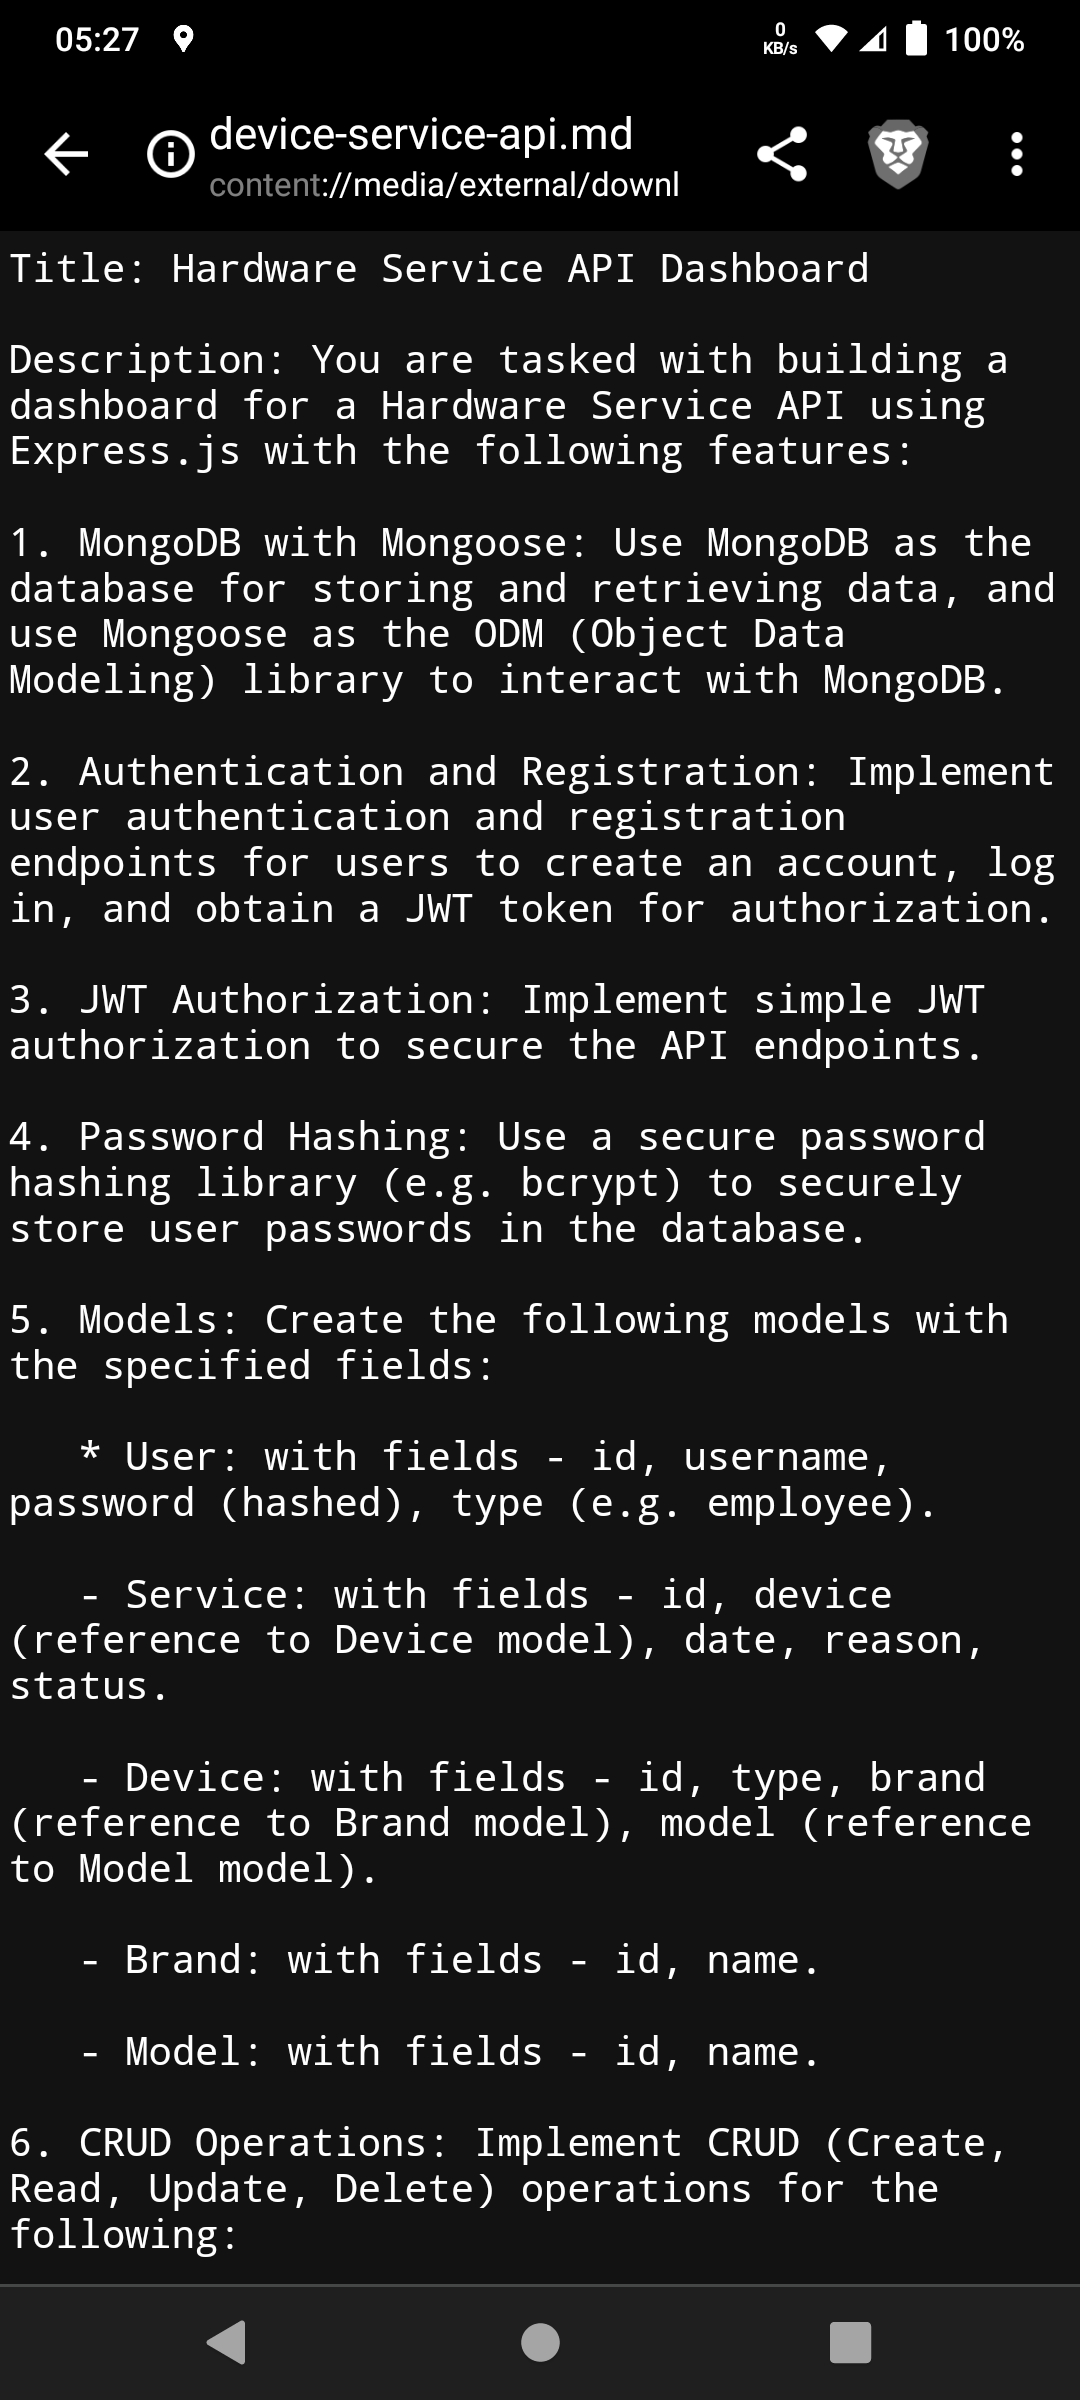 05:27
0
KB/s
100%
device-service-api.md
content://media/external/downl
Title: Hardware Service API Dashboard
Description: You are tasked with building a
dashboard for a Hardware Service API using
Express.js with the following features:
1. MongoDB with Mongoose: Use MongoDB as the
database for storing and retrieving data, and
use Mongoose as the ODM (Object Data
Modeling) library to interact with MongoDB.
2. Authentication and Registration: Implement
user authentication and registration
endpoints for users to create an account, log
in, and obtain a JWT token for authorization.
3. JWT Authorization: Implement simple JWT
authorization to secure the API endpoints.
4. Password Hashing: Use a secure password
hashing library (e.g. bcrypt) to securely
store user passwords in the database.
5. Models: Create the following models with
the specified fields:
* User: with fields - id, username,
password (hashed), type (e.g. employee).
- Service: with fields - id, device
(reference to Device model), date, reason,
status.
- Device: with fields - id, type, brand
(reference to Brand model), model (reference
to Model model).
- Brand: with fields - id, name.
- Model: with fields - id, name.
6. CRUD Operations: Implement CRUD (Create,
Read, Update, Delete) operations for the
following: